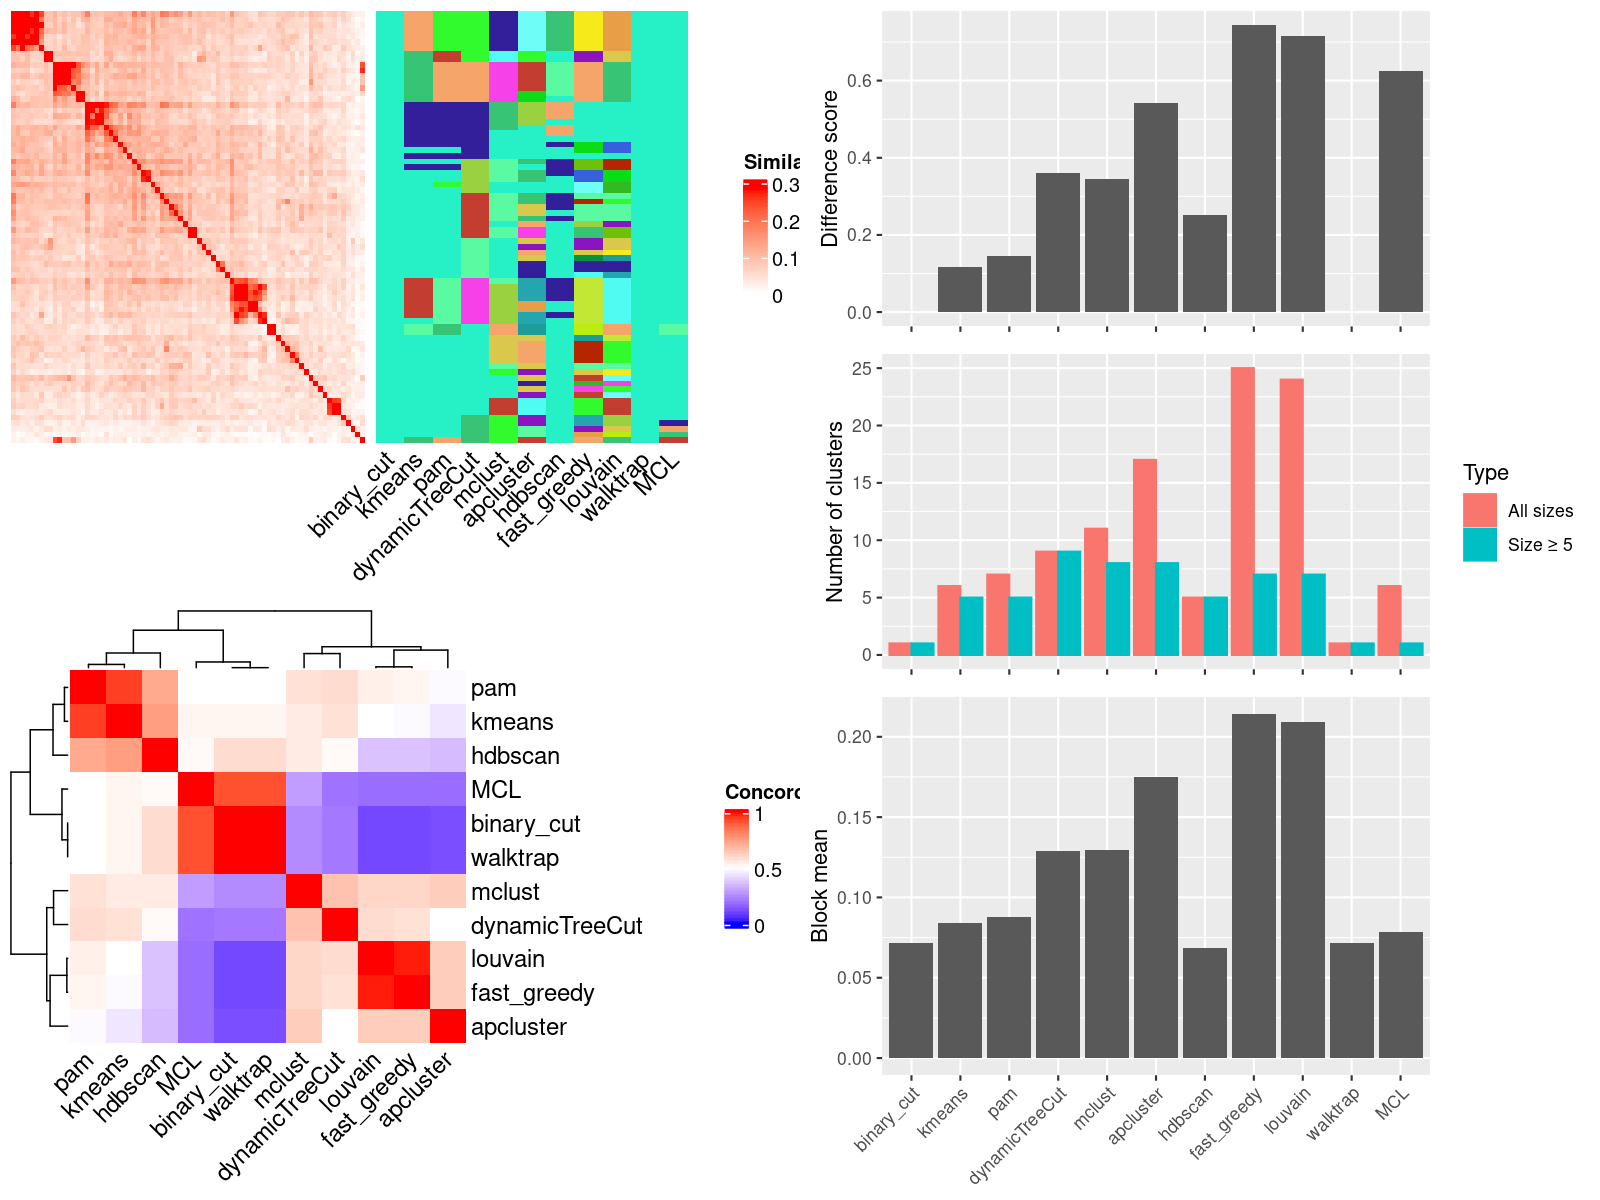 Simila
0.3
0.2
0.1
0
binary_cut
kmeans
pam
dynamicTreeCut
mclust
apcluster
hdbscan
fast_greedy
louvain
walktrap
MCL
pam
kmeans
hdbscan
MCL
binary_cut
walktrap
mclust
dynamicTreeCut
louvain
fast_greedy
apcluster
pam
kmeans
hdbscan
MCL
binary_cut
walktrap
mclust
dynamicTreeCut
louvain
fast_greedy
apcluster
Concord
1
0.5
0
Difference score
0.6
0.4
0.2
0.0
Number of clusters
25
20
15
10
5
0
Type
All sizes
Size ≥ 5
Block mean
0.20
0.15
0.10
0.05
0.00
binary_cut
kmeans
pam
dynamicTreeCut
mclust
apcluster
hdbscan
fast_greedy
louvain
walktrap
MCL